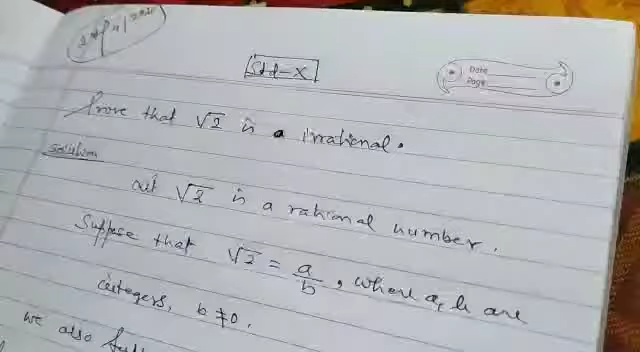 Std-X
Date
Page
Prove that √2 is a irrational.
solution
Let √2 is a rational number.
Suppose that √2 = a/b, where a, b are
integers, b ≠ 0.
we also